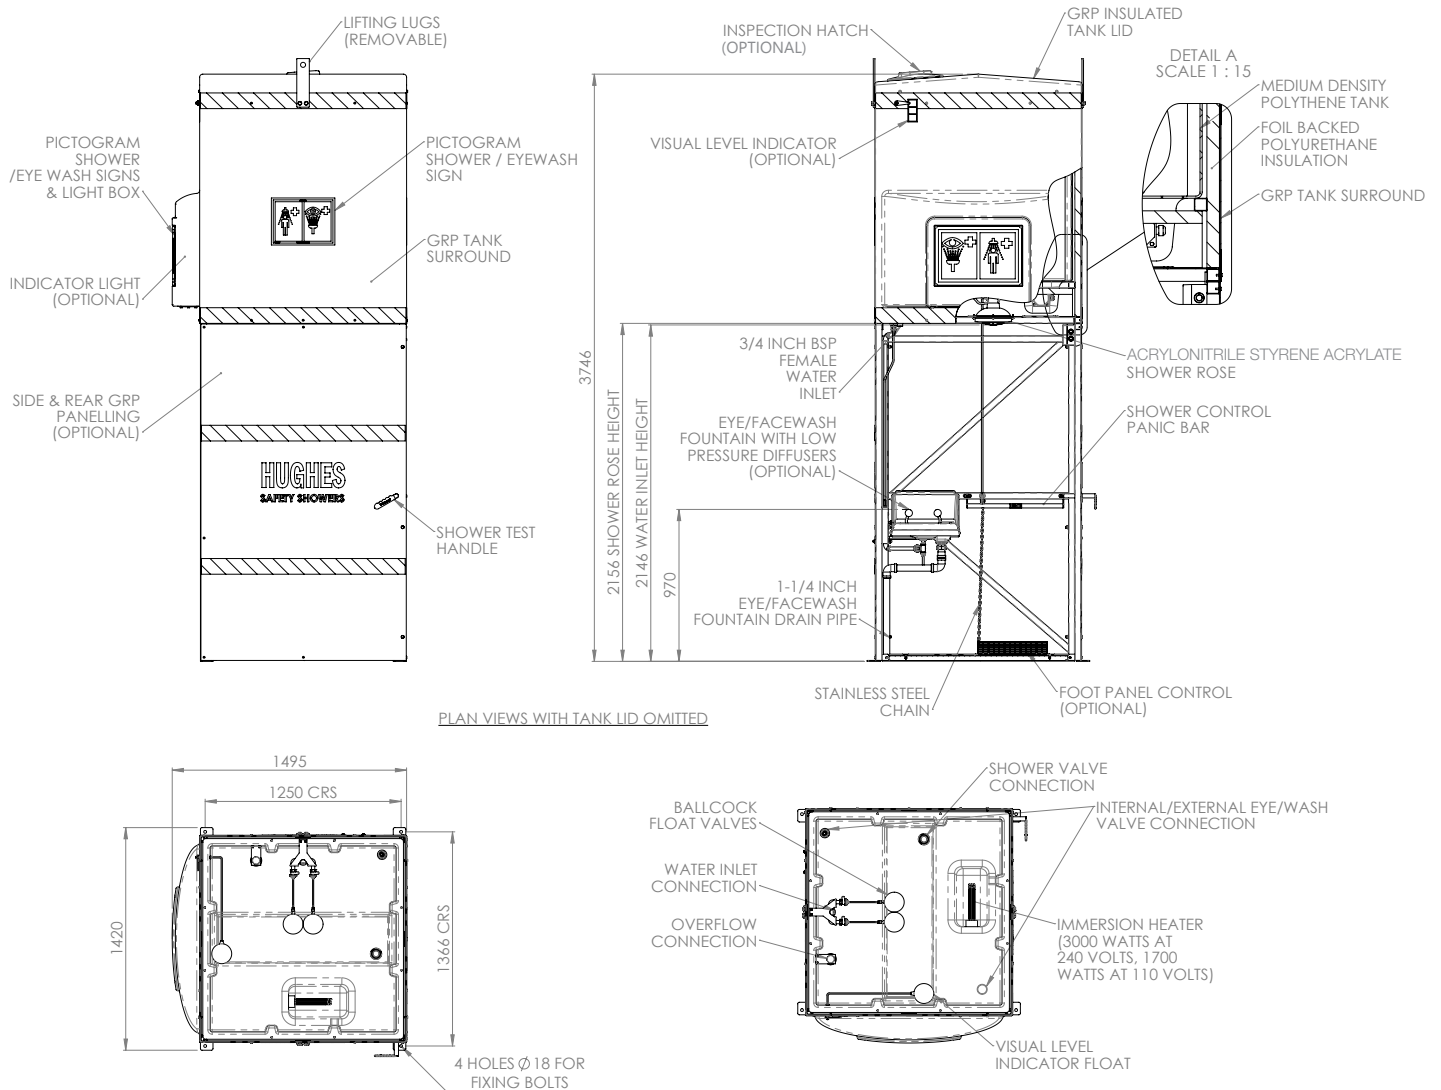 LIFTING LUGS
(REMOVABLE)
PICTOGRAM
SHOWER
/EYE WASH SIGNS
& LIGHT BOX
PICTOGRAM
SHOWER / EYEWASH
SIGN
GRP TANK
SURROUND
INDICATOR LIGHT
(OPTIONAL)
SIDE & REAR GRP
PANELLING
(OPTIONAL)
HUGHES
SAFETY SHOWERS
SHOWER TEST
HANDLE
INSPECTION HATCH
(OPTIONAL)
GRP INSULATED
TANK LID
DETAIL A
SCALE 1 : 15
MEDIUM DENSITY
POLYTHENE TANK
FOIL BACKED
POLYURETHANE
INSULATION
GRP TANK SURROUND
VISUAL LEVEL INDICATOR
(OPTIONAL)
3746
2156 SHOWER ROSE HEIGHT
2146 WATER INLET HEIGHT
970
3/4 INCH BSP
FEMALE
WATER
INLET
ACRYLONITRILE STYRENE ACRYLATE
SHOWER ROSE
EYE/FACEWASH
FOUNTAIN WITH LOW
PRESSURE DIFFUSERS
(OPTIONAL)
SHOWER CONTROL
PANIC BAR
1-1/4 INCH
EYE/FACEWASH
FOUNTAIN DRAIN PIPE
STAINLESS STEEL
CHAIN
FOOT PANEL CONTROL
(OPTIONAL)
PLAN VIEWS WITH TANK LID OMITTED
1495
1250 CRS
1420
1366 CRS
4 HOLES Ø 18 FOR
FIXING BOLTS
SHOWER VALVE
CONNECTION
BALLCOCK
FLOAT VALVES
INTERNAL/EXTERNAL EYE/WASH
VALVE CONNECTION
WATER INLET
CONNECTION
OVERFLOW
CONNECTION
IMMERSION HEATER
(3000 WATTS AT
240 VOLTS, 1700
WATTS AT 110 VOLTS)
VISUAL LEVEL
INDICATOR FLOAT